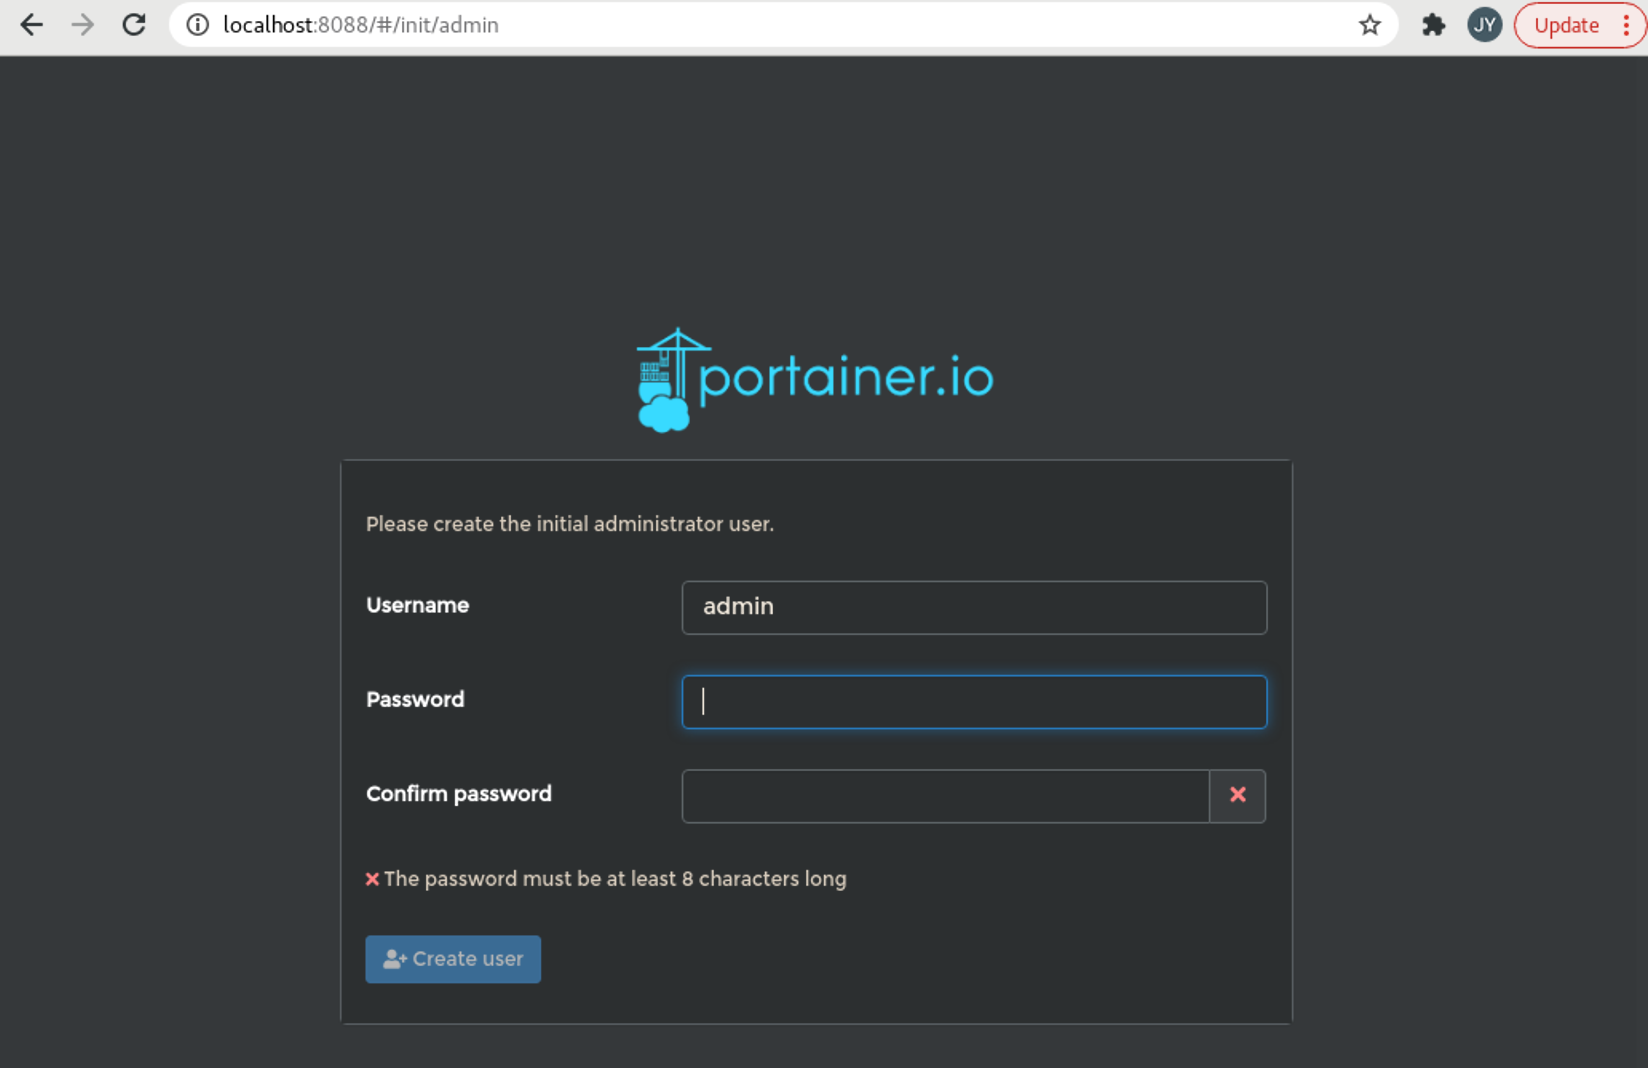 localhost:8088/#/init/admin
JY
Update
portainer.io
Please create the initial administrator user.
Username
admin
Password
Confirm password
The password must be at least 8 characters long
Create user